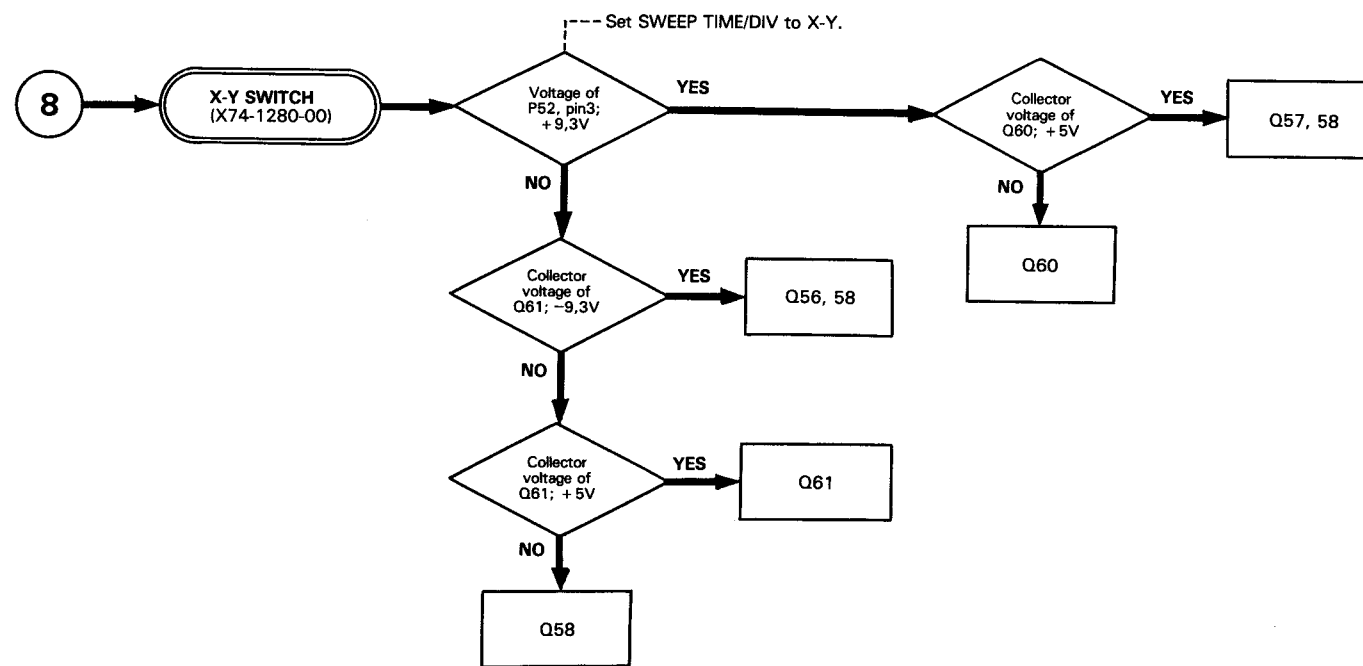 Set SWEEP TIME/DIV to X-Y.
8
X-Y SWITCH
(X74-1280-00)
Voltage of
P52, pin3;
+9,3V
YES
Collector
voltage of
Q60; +5V
YES
Q57, 58
NO
NO
Q60
Collector
voltage of
Q61; −9,3V
YES
Q56, 58
NO
Collector
voltage of
Q61; +5V
YES
Q61
NO
Q58